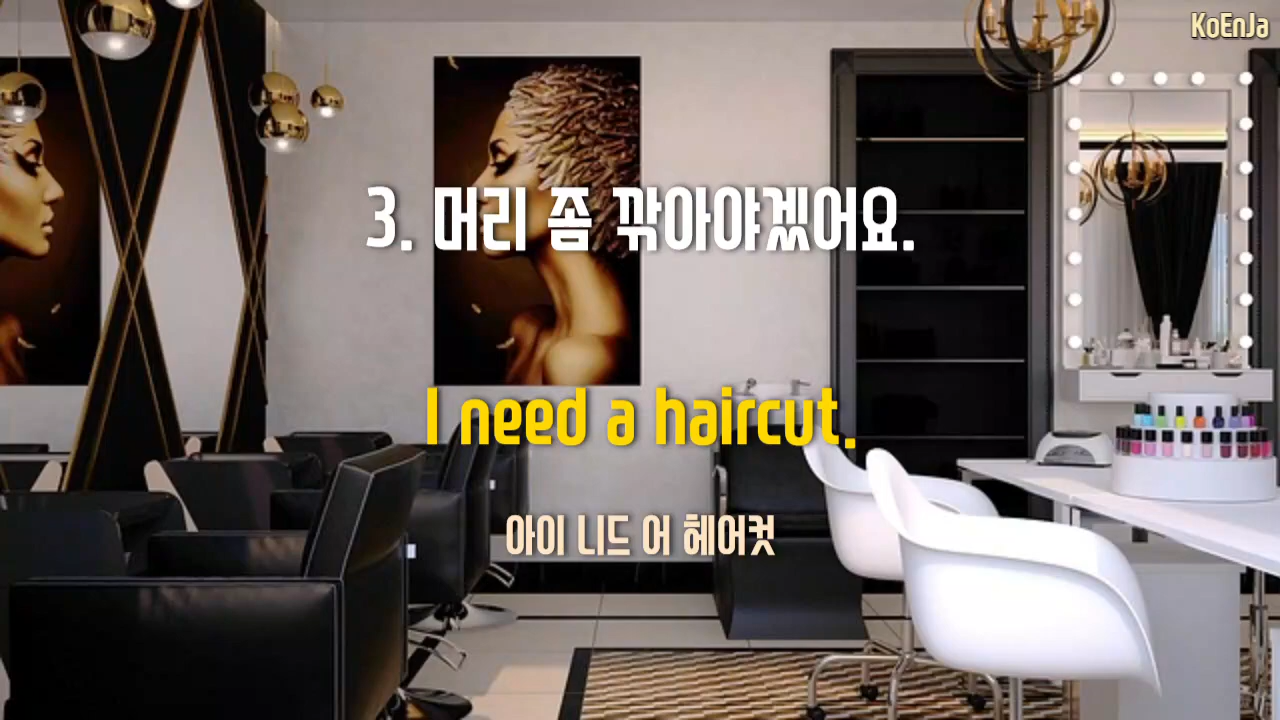 KoEnJa
3. 머리 좀 깎아야겠어요.
I need a haircut.
아이 니드 어 헤어컷